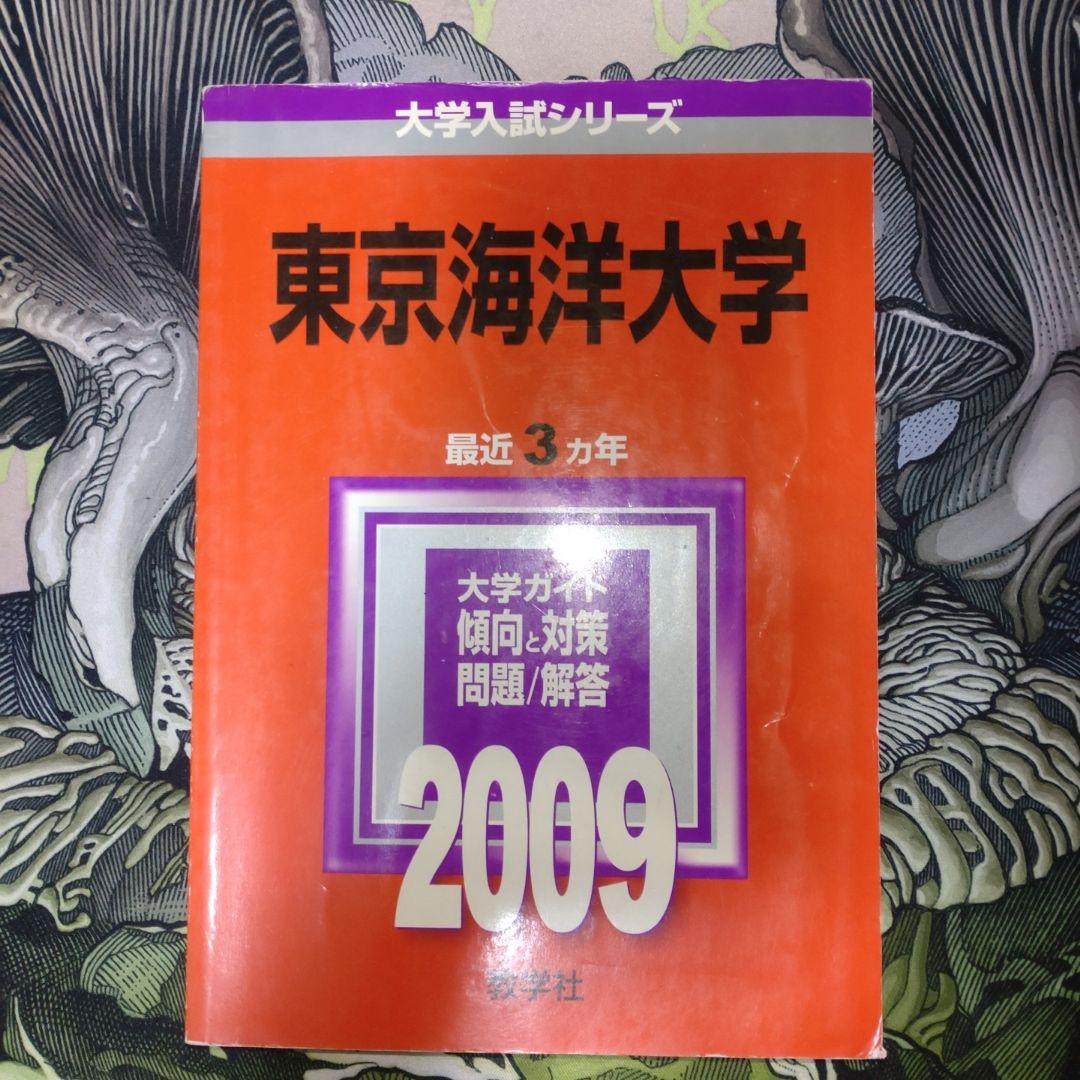 大学入試シリーズ
東京海洋大学
最近3カ年
大学ガイド
傾向と対策
問題/解答
2009
教学社